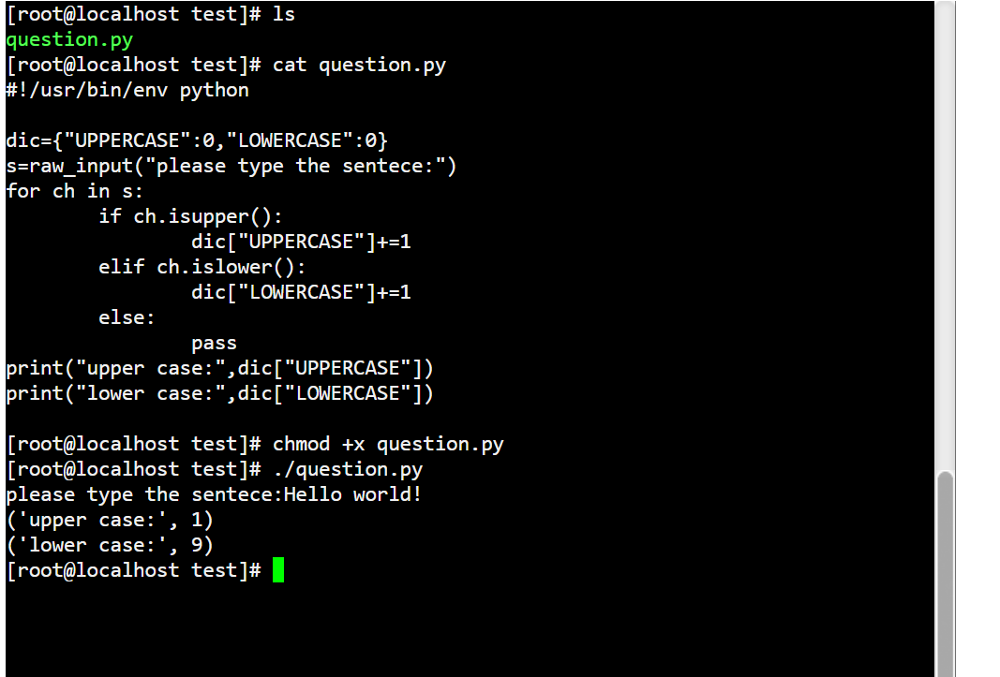 [root@localhost test]# ls
question.py
[root@localhost test]# cat question.py
#!/usr/bin/env python

dic={"UPPERCASE":0,"LOWERCASE":0}
s=raw_input("please type the sentece:")
for ch in s:
        if ch.isupper():
                dic["UPPERCASE"]+=1
        elif ch.islower():
                dic["LOWERCASE"]+=1
        else:
                pass
print("upper case:",dic["UPPERCASE"])
print("lower case:",dic["LOWERCASE"])

[root@localhost test]# chmod +x question.py
[root@localhost test]# ./question.py
please type the sentece:Hello world!
('upper case:', 1)
('lower case:', 9)
[root@localhost test]#